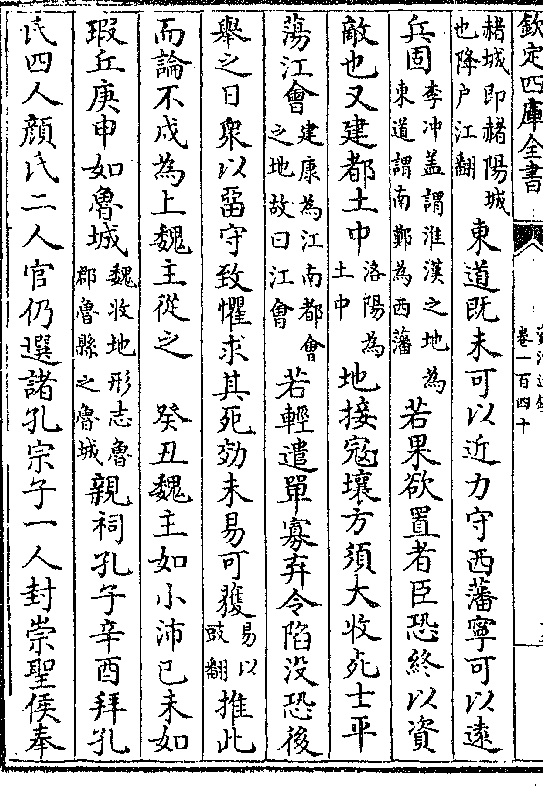 欽定四庫全書
卷一百四十
赭城即赭陽城
也降户江翻
東道既未可以近力守西藩寧可以遠
兵固
李冲盖謂淮漢之地為
東道謂南鄭為西藩
若果欲置者臣恐終以資
敵也又建都土中
洛陽為
土中
地接寇壤方須大收死士平
蕩江會
建康為江南都會
之地故曰江會
若輕遣單寡弃令陷没恐後
舉之日衆以留守致懼求其死効未易可獲
易以
豉翻
推此
而論不戍為上魏主從之 癸丑魏主如小沛己未如
瑕丘庚申如魯城
魏收地形志魯
郡魯縣之魯城
親祠孔子辛酉拜孔
氏四人顔氏二人官仍選諸孔宗子一人封崇聖侯奉